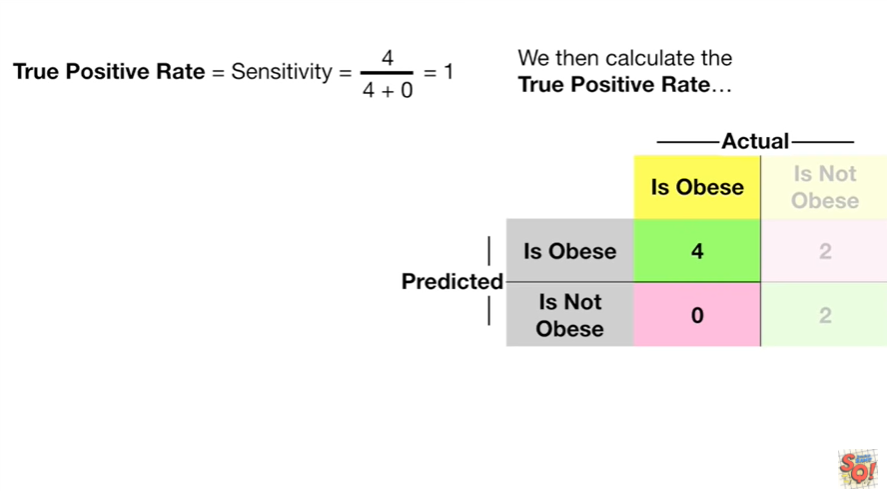 True Positive Rate = Sensitivity = 4 / 4 + 0 = 1
We then calculate the
True Positive Rate…
Actual
Is Obese
Is Not
Obese
Is Obese
4
2
Predicted
Is Not
Obese
0
2
SQ!